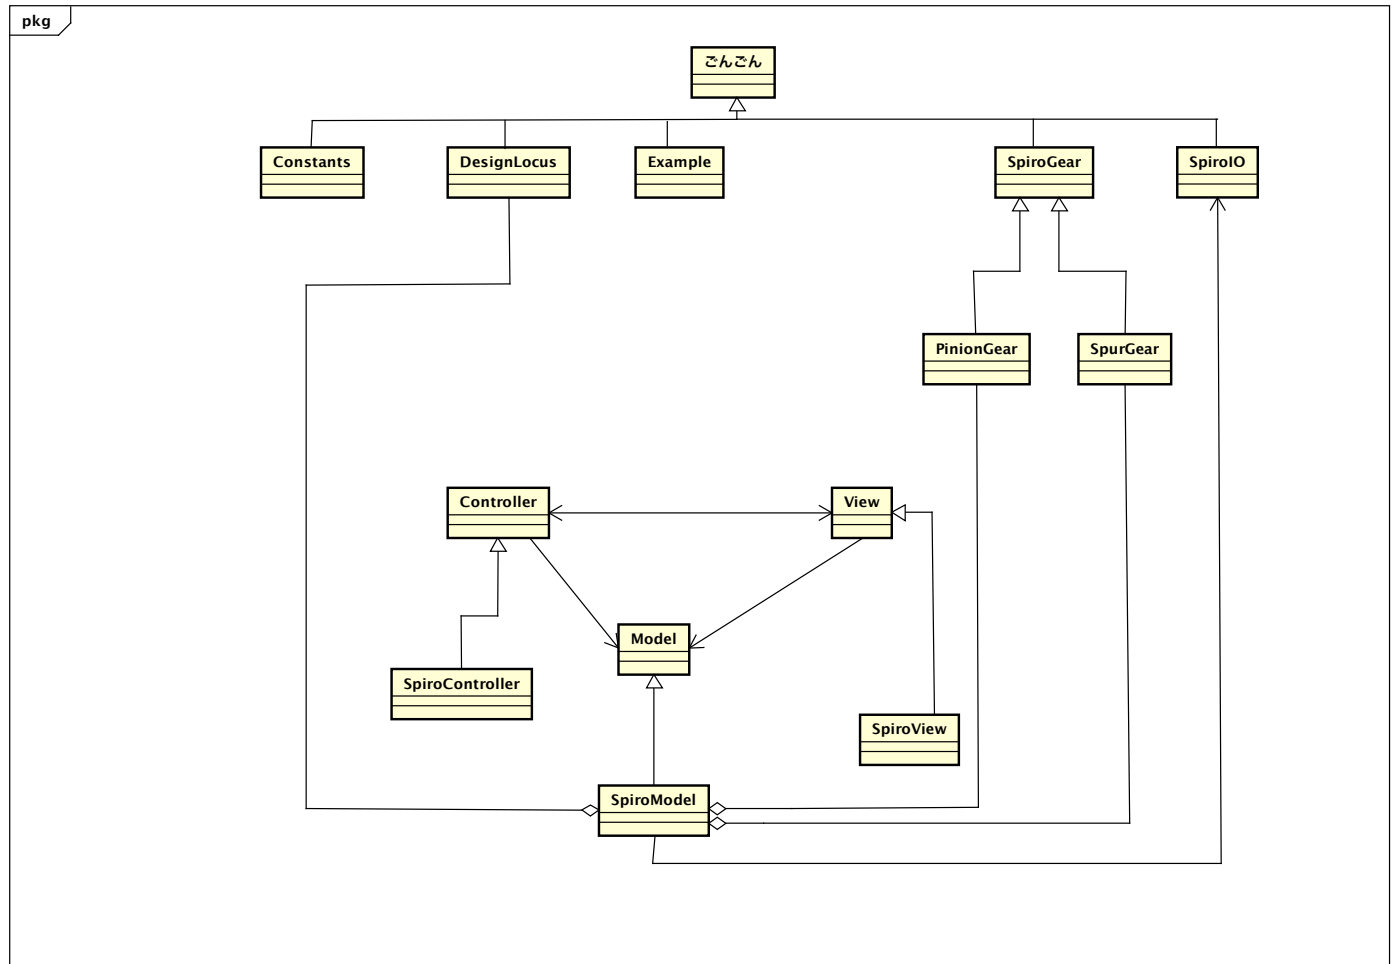 pkg
ごんごん
Constants
DesignLocus
Example
SpiroGear
SpiroIO
PinionGear
SpurGear
Controller
View
Model
SpiroController
SpiroView
SpiroModel